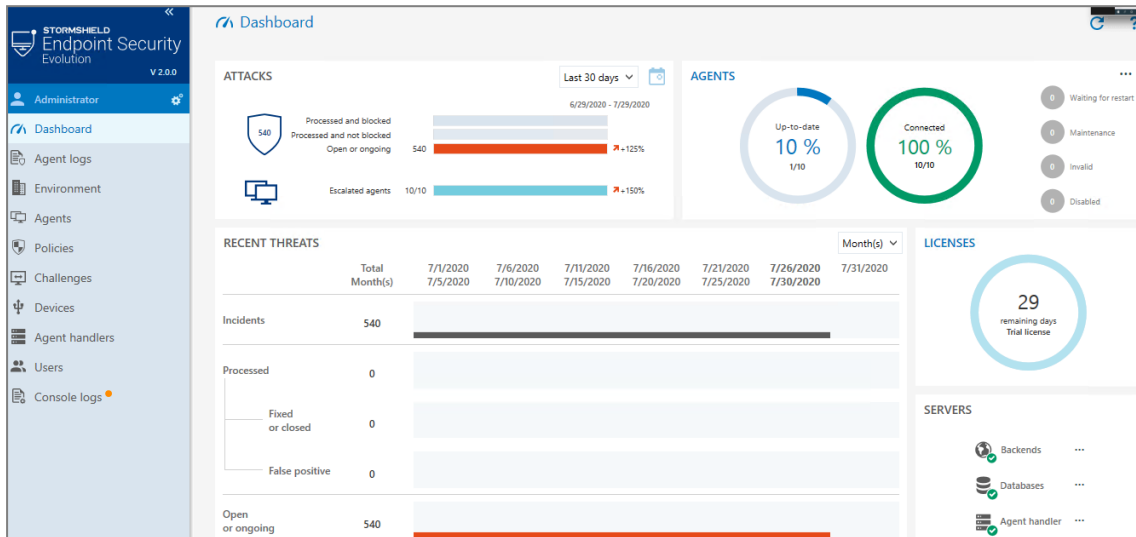 «
STORMSHIELD
Endpoint Security
Evolution
V 2.0.0
Administrator
Dashboard
Agent logs
Environment
Agents
Policies
Challenges
Devices
Agent handlers
Users
Console logs
Dashboard
?
ATTACKS
Last 30 days
6/29/2020 - 7/29/2020
540
Processed and blocked
Processed and not blocked
Open or ongoing 540 +125%
Escalated agents 10/10 +150%
AGENTS
...
Up-to-date
10 %
1/10
Connected
100 %
10/10
0 Waiting for restart
0 Maintenance
0 Invalid
0 Disabled
RECENT THREATS
Month(s)
Total 7/1/2020 7/6/2020 7/11/2020 7/16/2020 7/21/2020 7/26/2020 7/31/2020
Month(s) 7/5/2020 7/10/2020 7/15/2020 7/20/2020 7/25/2020 7/30/2020
Incidents 540
Processed 0
Fixed
or closed 0
False positive 0
Open
or ongoing 540
LICENSES
29
remaining days
Trial license
SERVERS
Backends ...
Databases ...
Agent handler ...